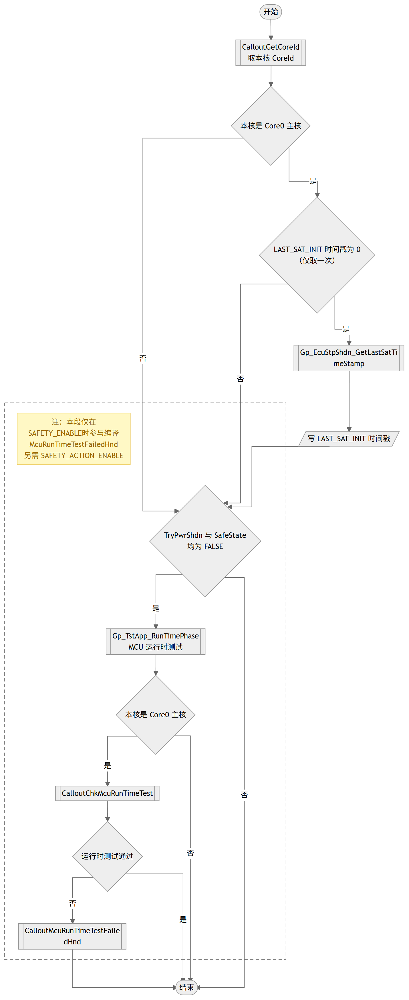 开始
CalloutGetCoreId
取本核 CoreId
本核是 Core0 主核
是
LAST_SAT_INIT 时间戳为 0
（仅取一次）
是
Gp_EcuStpShdn_GetLastSatTi
meStamp
否
否
注：本段仅在
SAFETY_ENABLE时参与编译
McuRunTimeTestFailedHnd
另需 SAFETY_ACTION_ENABLE
写 LAST_SAT_INIT 时间戳
TryPwrShdn 与 SafeState
均为 FALSE
是
Gp_TstApp_RunTimePhase
MCU 运行时测试
本核是 Core0 主核
是
CalloutChkMcuRunTimeTest
否
运行时测试通过
否
否
是
CalloutMcuRunTimeTestFaile
dHnd
结束